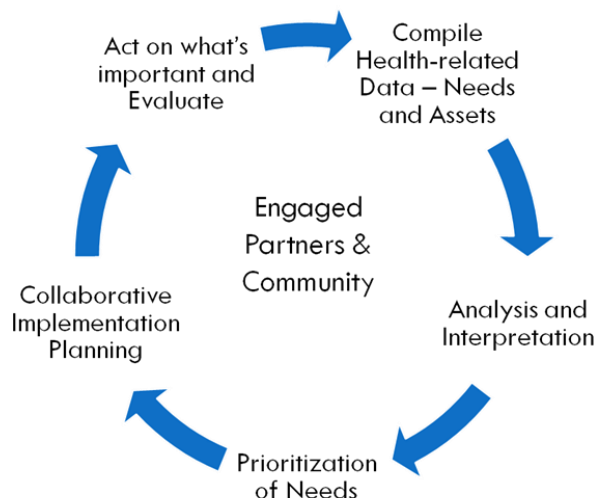 Act on what's
important and
Evaluate
Compile
Health-related
Data – Needs
and Assets
Engaged
Partners &
Community
Analysis and
Interpretation
Collaborative
Implementation
Planning
Prioritization
of Needs